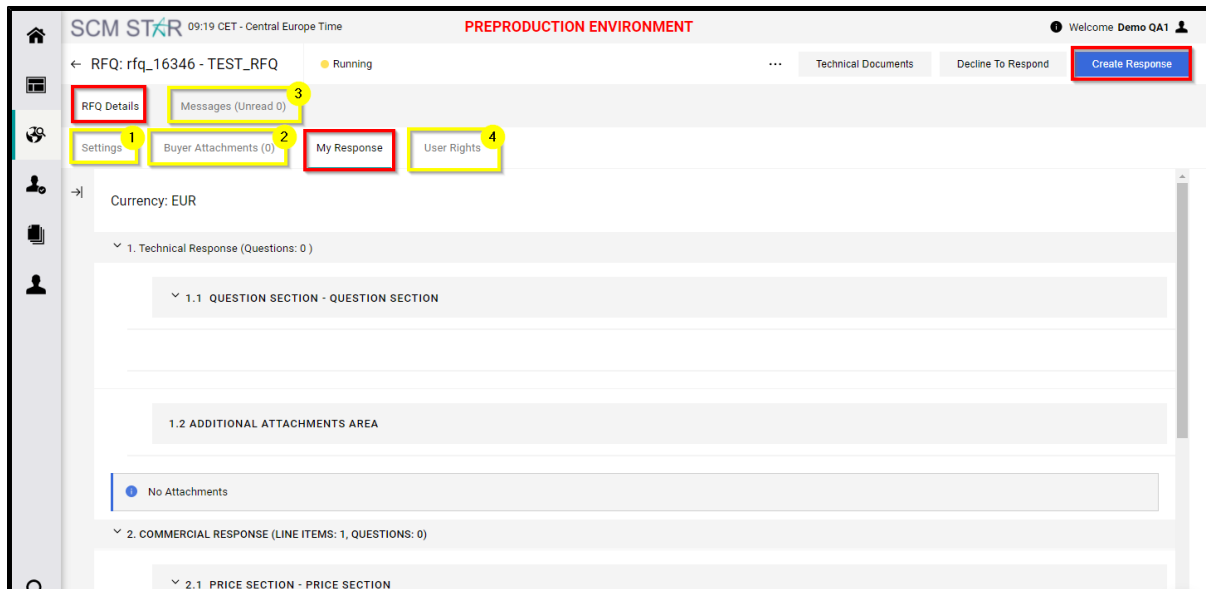 SCM STAR 09:19 CET - Central Europe Time PREPRODUCTION ENVIRONMENT Welcome Demo QA1
← RFQ: rfq_16346 - TEST_RFQ Running ... Technical Documents Decline To Respond Create Response
RFQ Details Messages (Unread 0) 3
Settings 1 Buyer Attachments (0) 2 My Response User Rights 4
Currency: EUR
1. Technical Response (Questions: 0 )
1.1 QUESTION SECTION - QUESTION SECTION
1.2 ADDITIONAL ATTACHMENTS AREA
No Attachments
2. COMMERCIAL RESPONSE (LINE ITEMS: 1, QUESTIONS: 0)
2.1 PRICE SECTION - PRICE SECTION